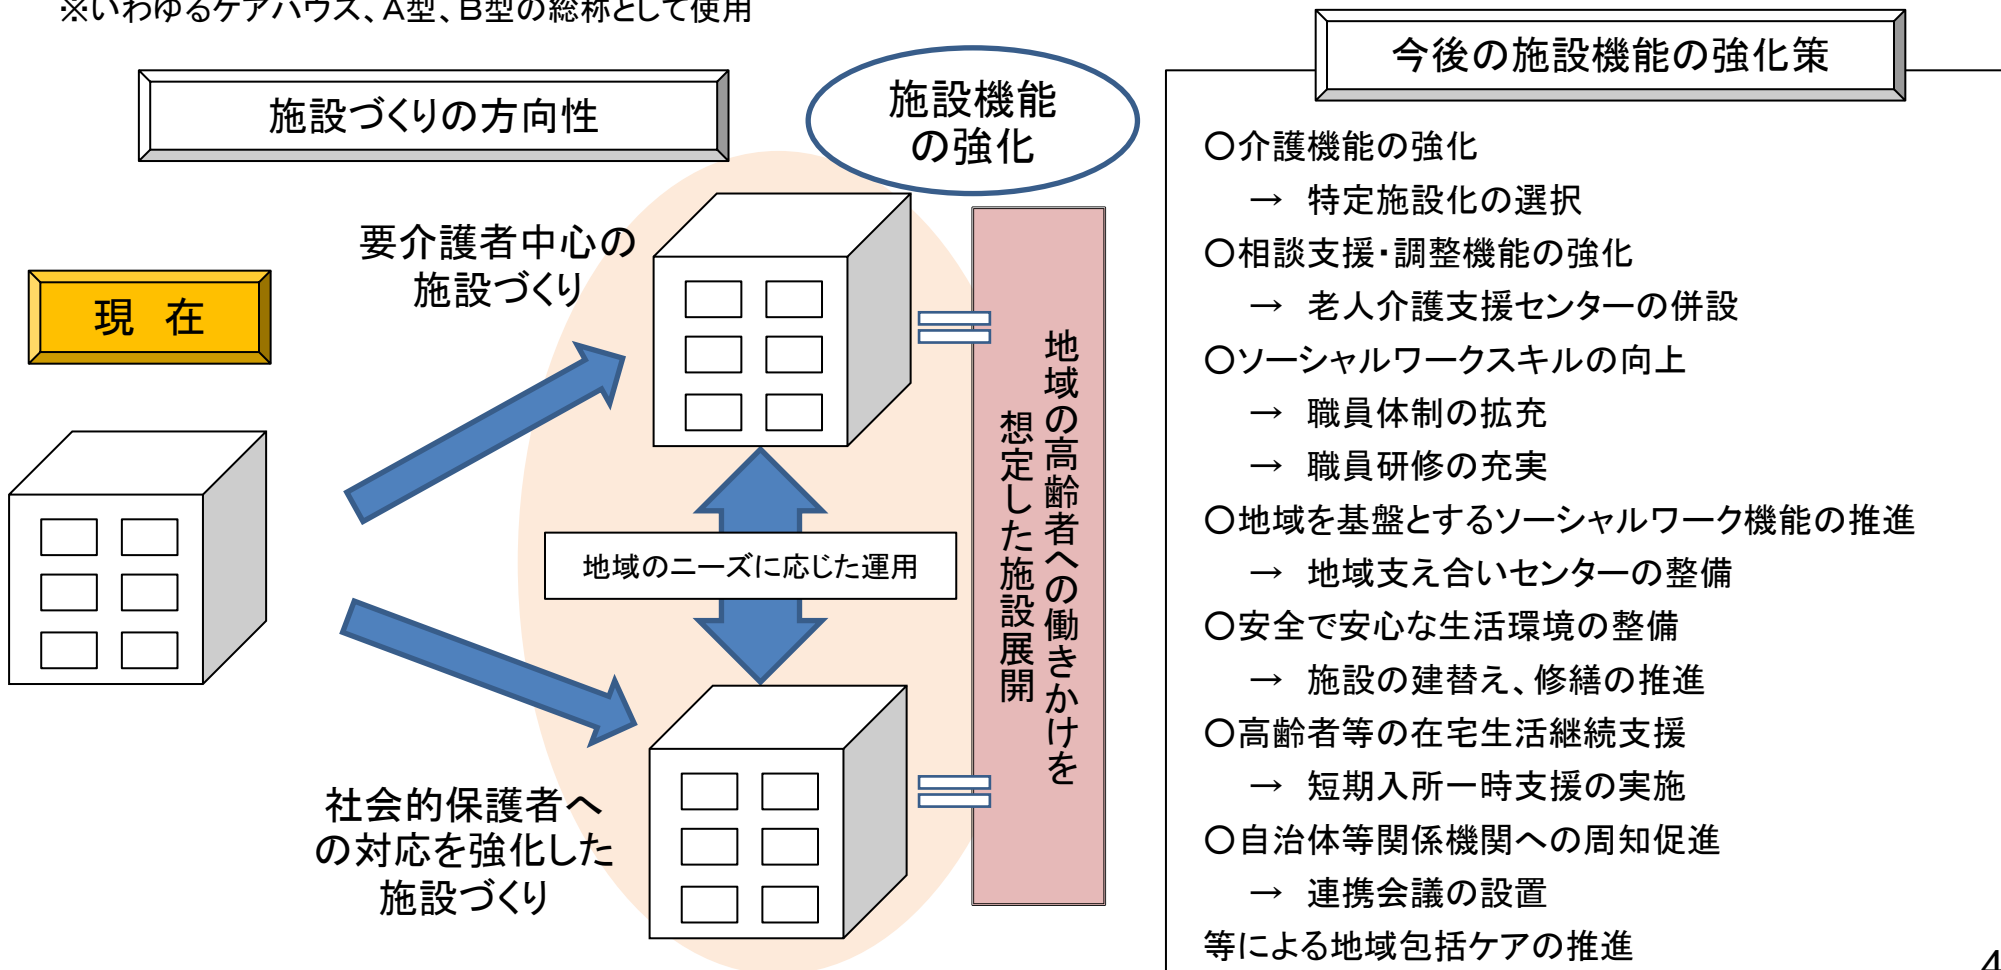 ※いわゆるケアハウス、A型、B型の総称として使用
施設づくりの方向性
施設機能
の強化
現 在
要介護者中心の
施設づくり
地域のニーズに応じた運用
社会的保護者へ
の対応を強化した
施設づくり
地域の高齢者への働きかけを
想定した施設展開
今後の施設機能の強化策
○介護機能の強化
→ 特定施設化の選択
○相談支援・調整機能の強化
→ 老人介護支援センターの併設
○ソーシャルワークスキルの向上
→ 職員体制の拡充
→ 職員研修の充実
○地域を基盤とするソーシャルワーク機能の推進
→ 地域支え合いセンターの整備
○安全で安心な生活環境の整備
→ 施設の建替え、修繕の推進
○高齢者等の在宅生活継続支援
→ 短期入所一時支援の実施
○自治体等関係機関への周知促進
→ 連携会議の設置
等による地域包括ケアの推進
4